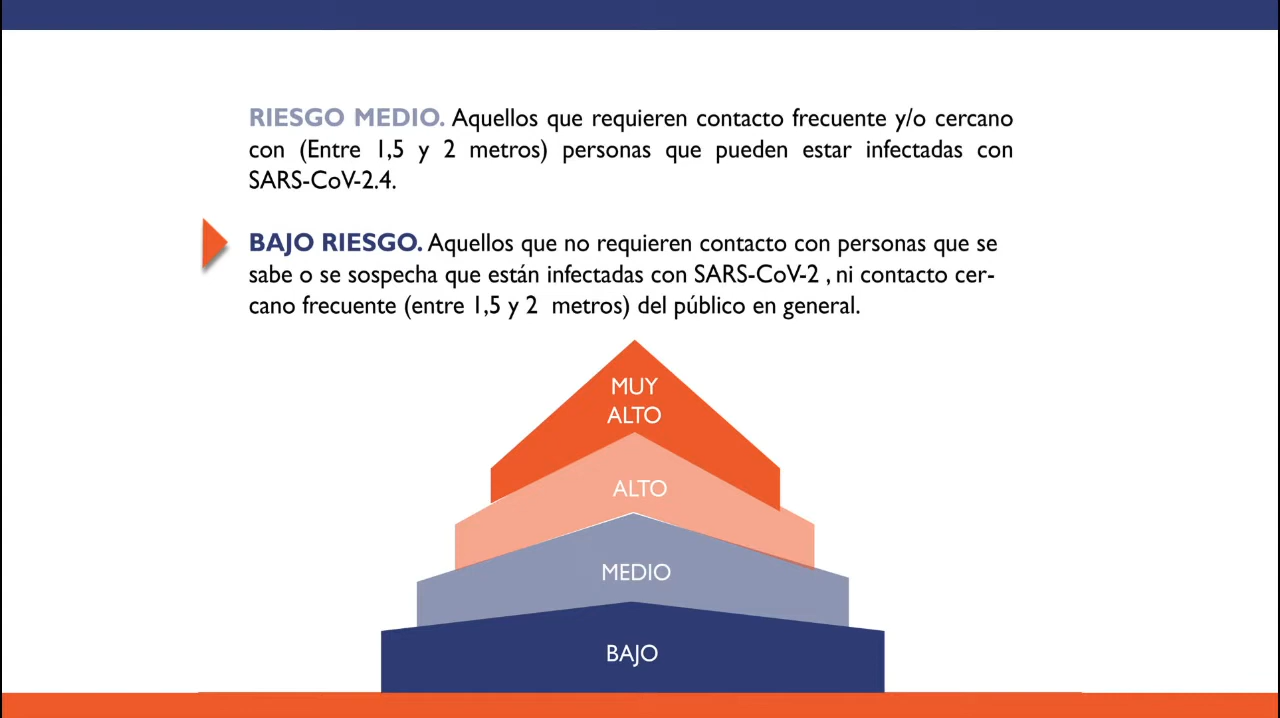 RIESGO MEDIO. Aquellos que requieren contacto frecuente y/o cercano
con (Entre 1,5 y 2 metros) personas que pueden estar infectadas con
SARS-CoV-2.4.
BAJO RIESGO. Aquellos que no requieren contacto con personas que se
sabe o se sospecha que están infectadas con SARS-CoV-2 , ni contacto cer-
cano frecuente (entre 1,5 y 2 metros) del público en general.
MUY
ALTO
ALTO
MEDIO
BAJO